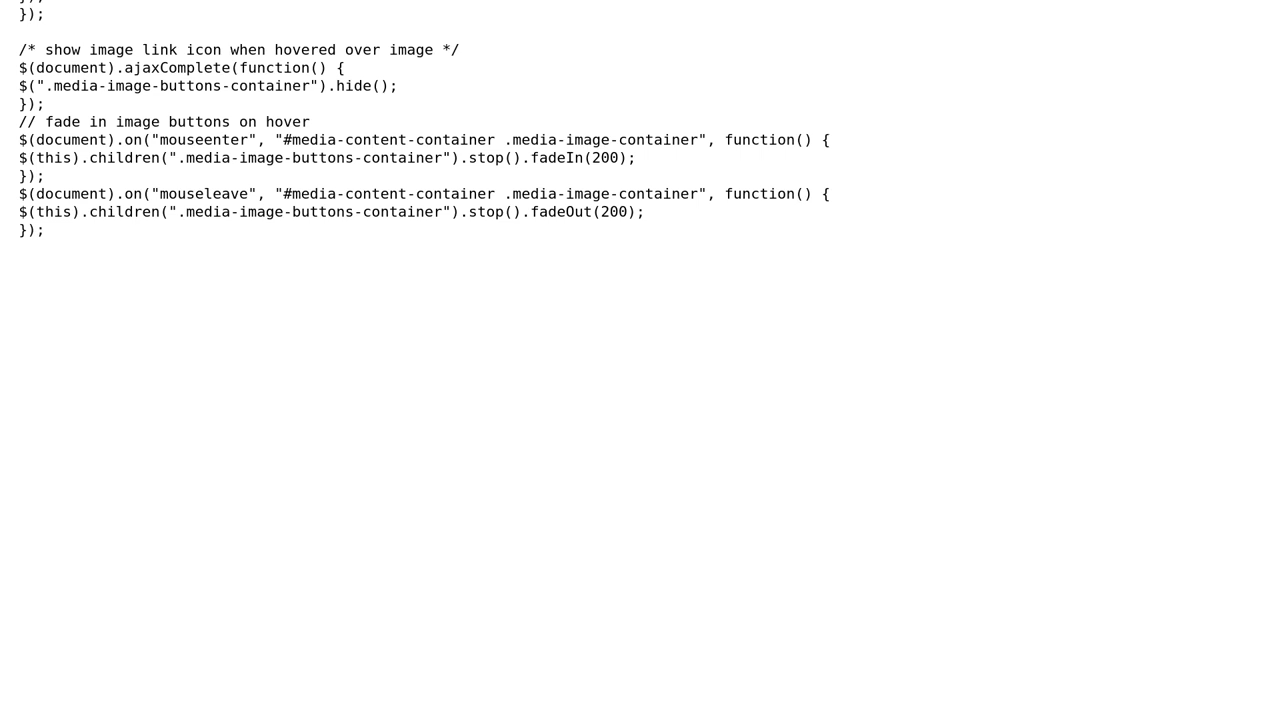 });
});

/* show image link icon when hovered over image */
$(document).ajaxComplete(function() {
$(".media-image-buttons-container").hide();
});
// fade in image buttons on hover
$(document).on("mouseenter", "#media-content-container .media-image-container", function() {
$(this).children(".media-image-buttons-container").stop().fadeIn(200);
});
$(document).on("mouseleave", "#media-content-container .media-image-container", function() {
$(this).children(".media-image-buttons-container").stop().fadeOut(200);
});